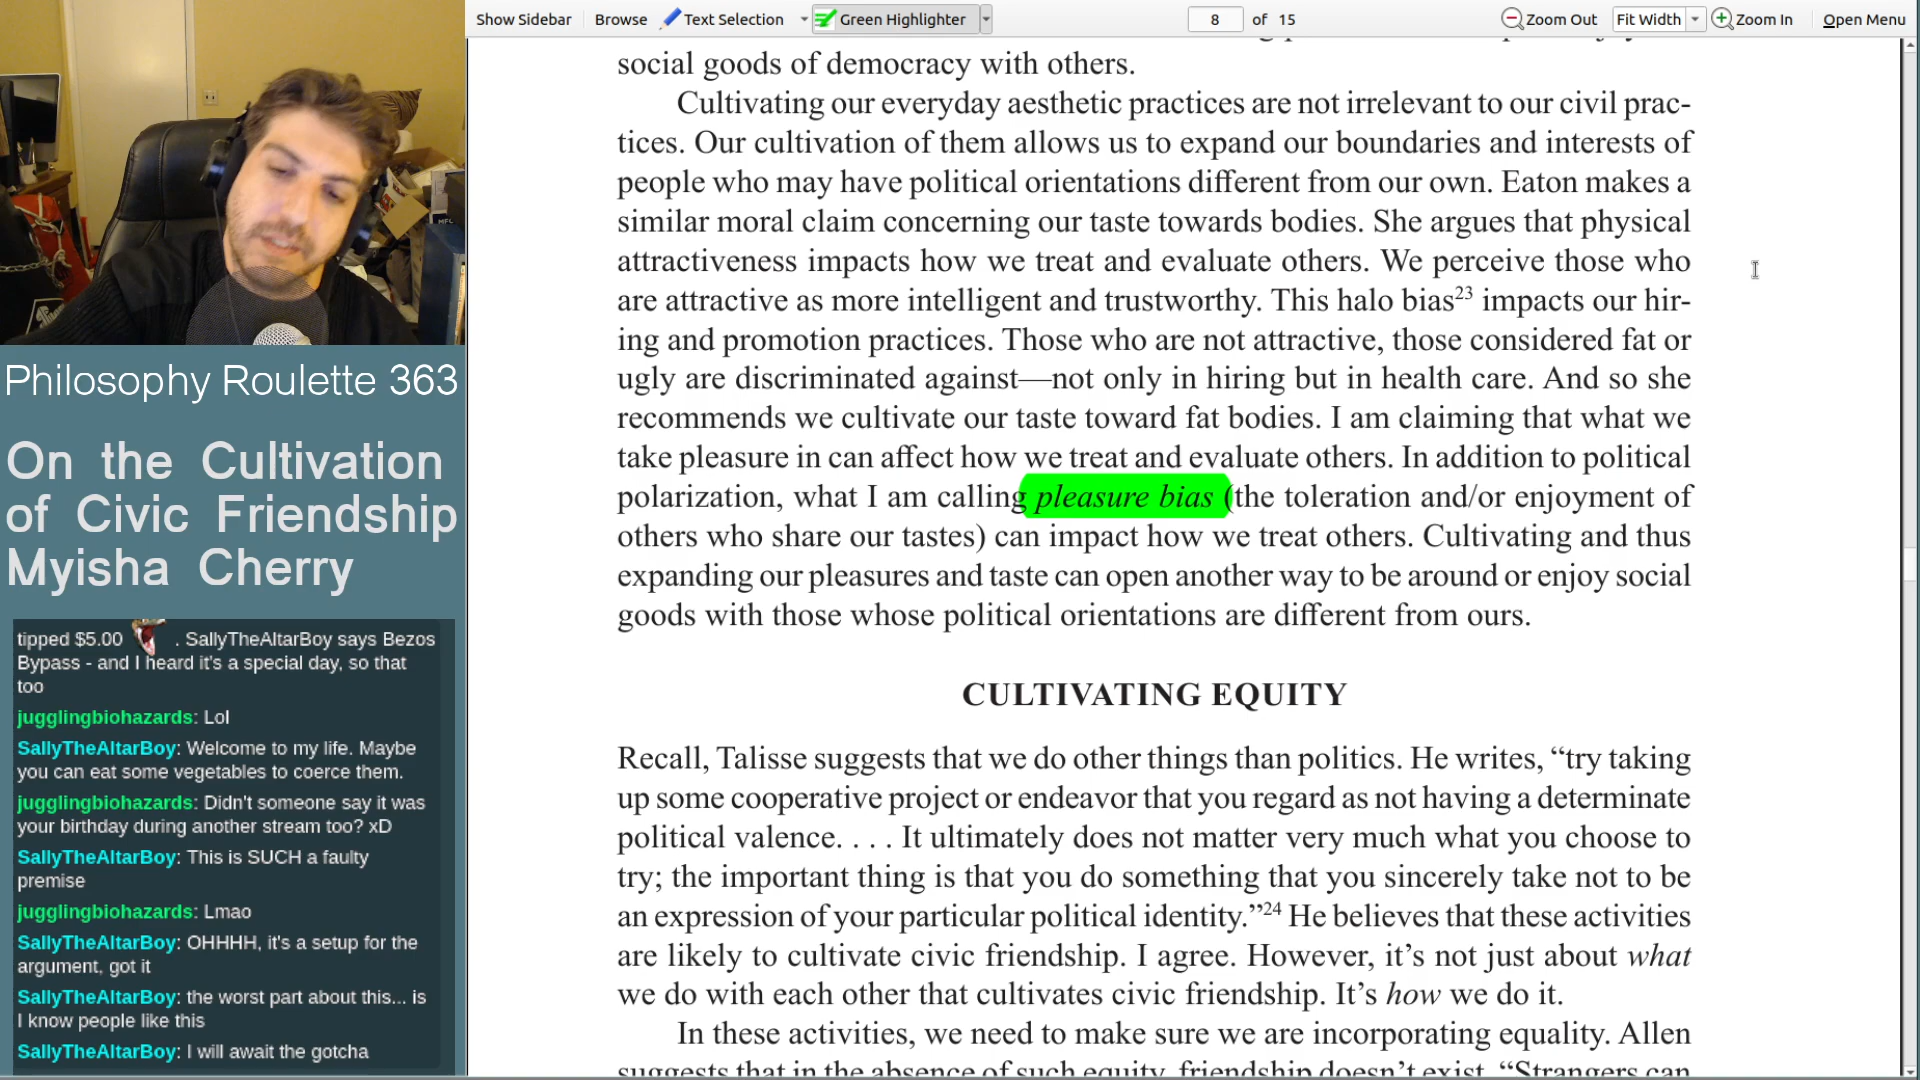 Show Sidebar Browse Text Selection Green Highlighter 8 of 15 Zoom Out Fit Width Zoom In Open Menu
social goods of democracy with others.
Cultivating our everyday aesthetic practices are not irrelevant to our civil prac-
tices. Our cultivation of them allows us to expand our boundaries and interests of
people who may have political orientations different from our own. Eaton makes a
similar moral claim concerning our taste towards bodies. She argues that physical
attractiveness impacts how we treat and evaluate others. We perceive those who
are attractive as more intelligent and trustworthy. This halo bias23 impacts our hir-
ing and promotion practices. Those who are not attractive, those considered fat or
ugly are discriminated against—not only in hiring but in health care. And so she
recommends we cultivate our taste toward fat bodies. I am claiming that what we
take pleasure in can affect how we treat and evaluate others. In addition to political
polarization, what I am calling pleasure bias (the toleration and/or enjoyment of
others who share our tastes) can impact how we treat others. Cultivating and thus
expanding our pleasures and taste can open another way to be around or enjoy social
goods with those whose political orientations are different from ours.
CULTIVATING EQUITY
Recall, Talisse suggests that we do other things than politics. He writes, “try taking
up some cooperative project or endeavor that you regard as not having a determinate
political valence. . . . It ultimately does not matter very much what you choose to
try; the important thing is that you do something that you sincerely take not to be
an expression of your particular political identity.”24 He believes that these activities
are likely to cultivate civic friendship. I agree. However, it’s not just about what
we do with each other that cultivates civic friendship. It’s how we do it.
In these activities, we need to make sure we are incorporating equality. Allen
suggests that in the absence of such equity, friendship doesn’t exist. “Strangers can
Philosophy Roulette 363
On the Cultivation
of Civic Friendship
Myisha Cherry
tipped $5.00 . SallyTheAltarBoy says Bezos
Bypass - and I heard it's a special day, so that
too
jugglingbiohazards: Lol
SallyTheAltarBoy: Welcome to my life. Maybe
you can eat some vegetables to coerce them.
jugglingbiohazards: Didn't someone say it was
your birthday during another stream too? xD
SallyTheAltarBoy: This is SUCH a faulty
premise
jugglingbiohazards: Lmao
SallyTheAltarBoy: OHHHH, it's a setup for the
argument, got it
SallyTheAltarBoy: the worst part about this... is
I know people like this
SallyTheAltarBoy: I will await the gotcha